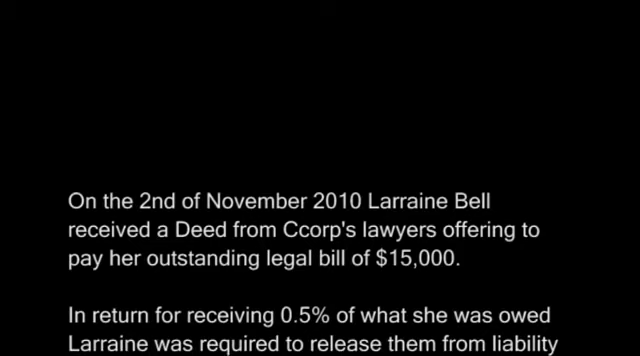 On the 2nd of November 2010 Larraine Bell
received a Deed from Ccorp's lawyers offering to
pay her outstanding legal bill of $15,000.
In return for receiving 0.5% of what she was owed
Larraine was required to release them from liability